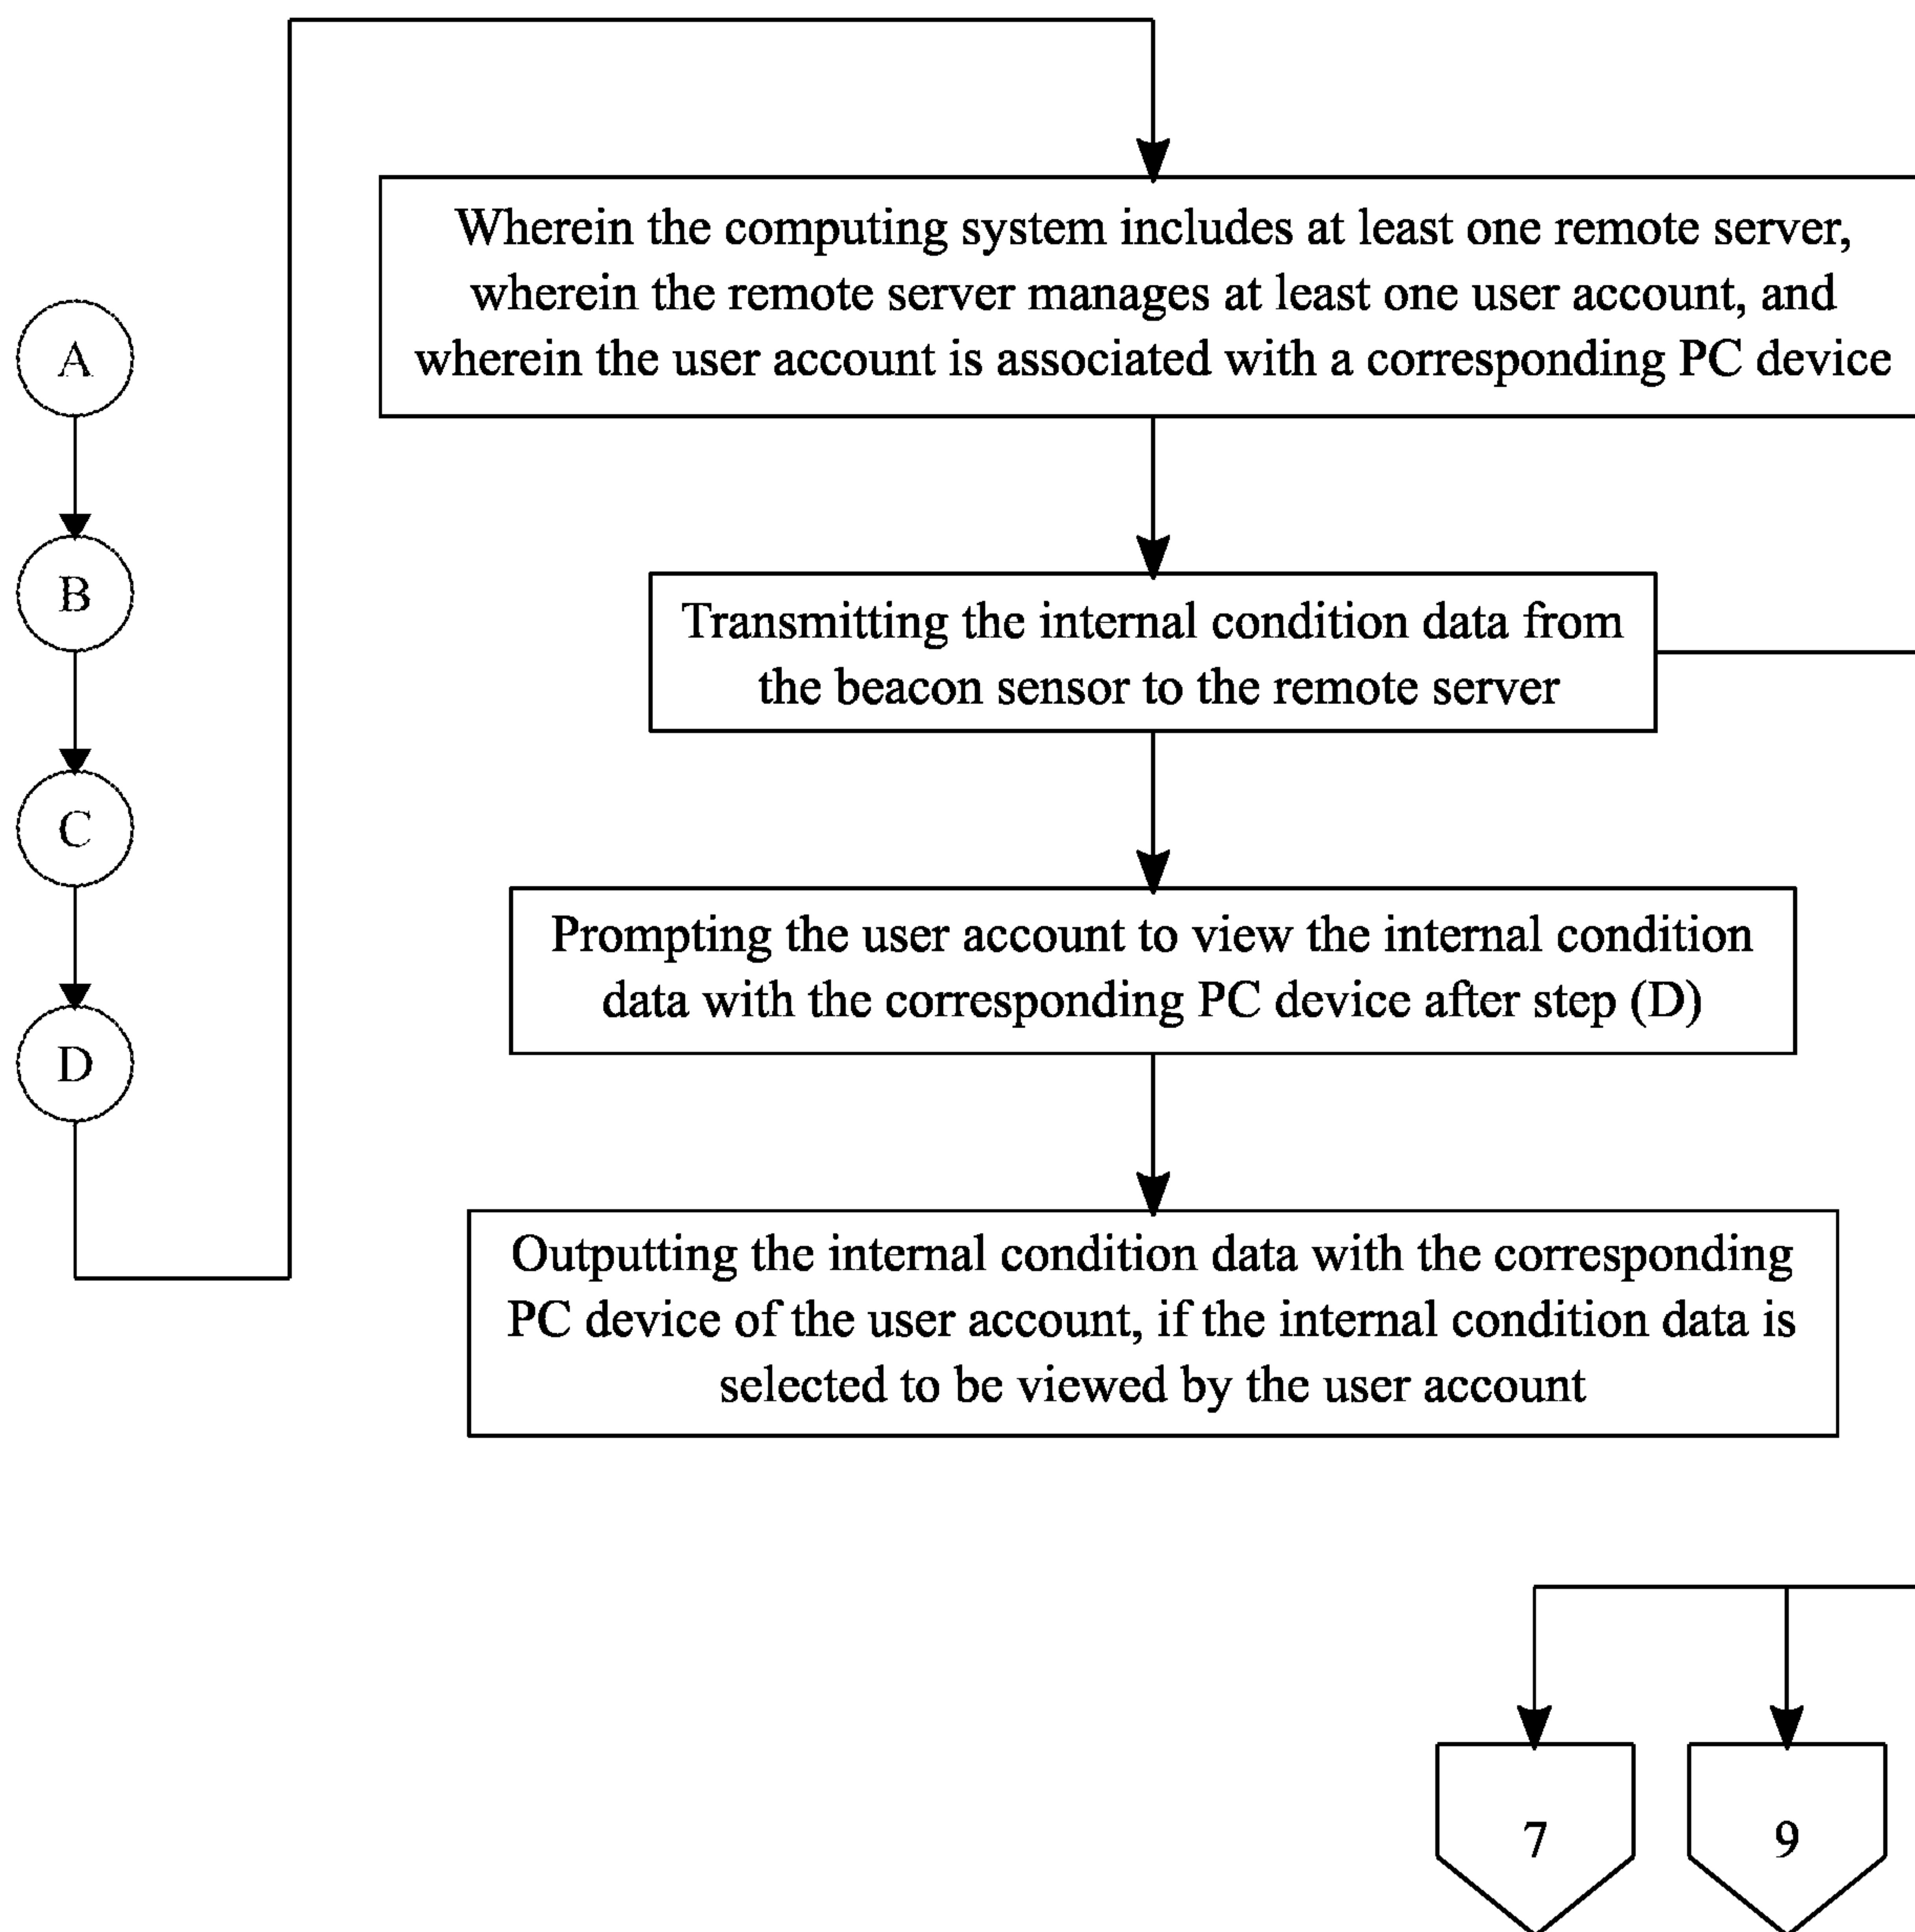 A
B
C
D
Wherein the computing system includes at least one remote server,
wherein the remote server manages at least one user account, and
wherein the user account is associated with a corresponding PC device
Transmitting the internal condition data from
the beacon sensor to the remote server
Prompting the user account to view the internal condition
data with the corresponding PC device after step (D)
Outputting the internal condition data with the corresponding
PC device of the user account, if the internal condition data is
selected to be viewed by the user account
7
9